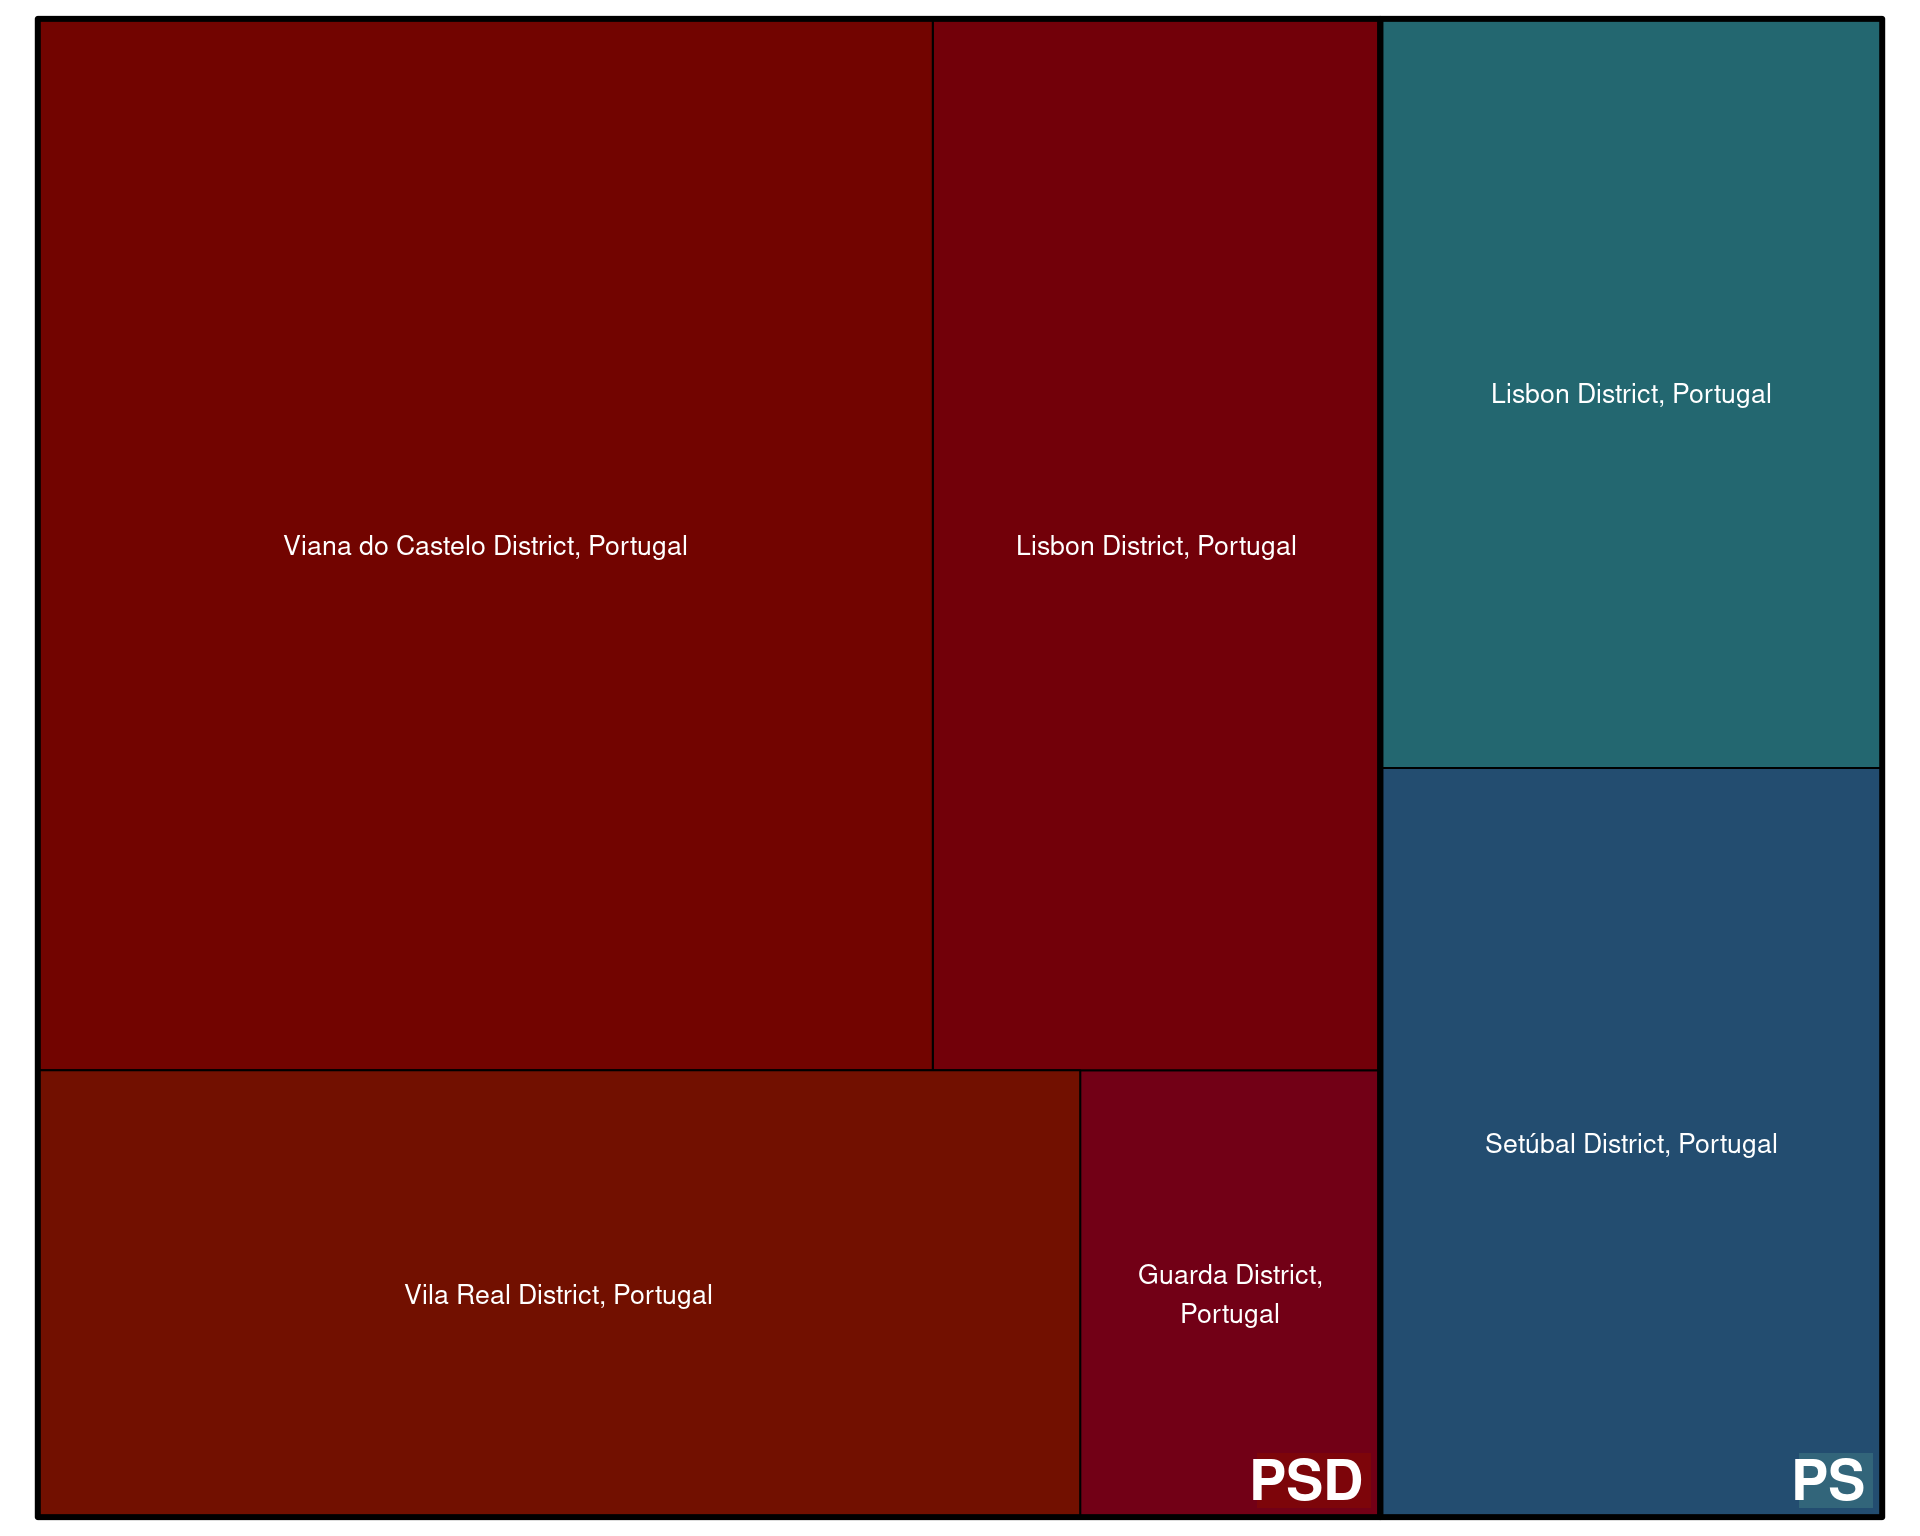 Viana do Castelo District, Portugal
Lisbon District, Portugal
Vila Real District, Portugal
Guarda District,
Portugal
PSD
Lisbon District, Portugal
Setúbal District, Portugal
PS